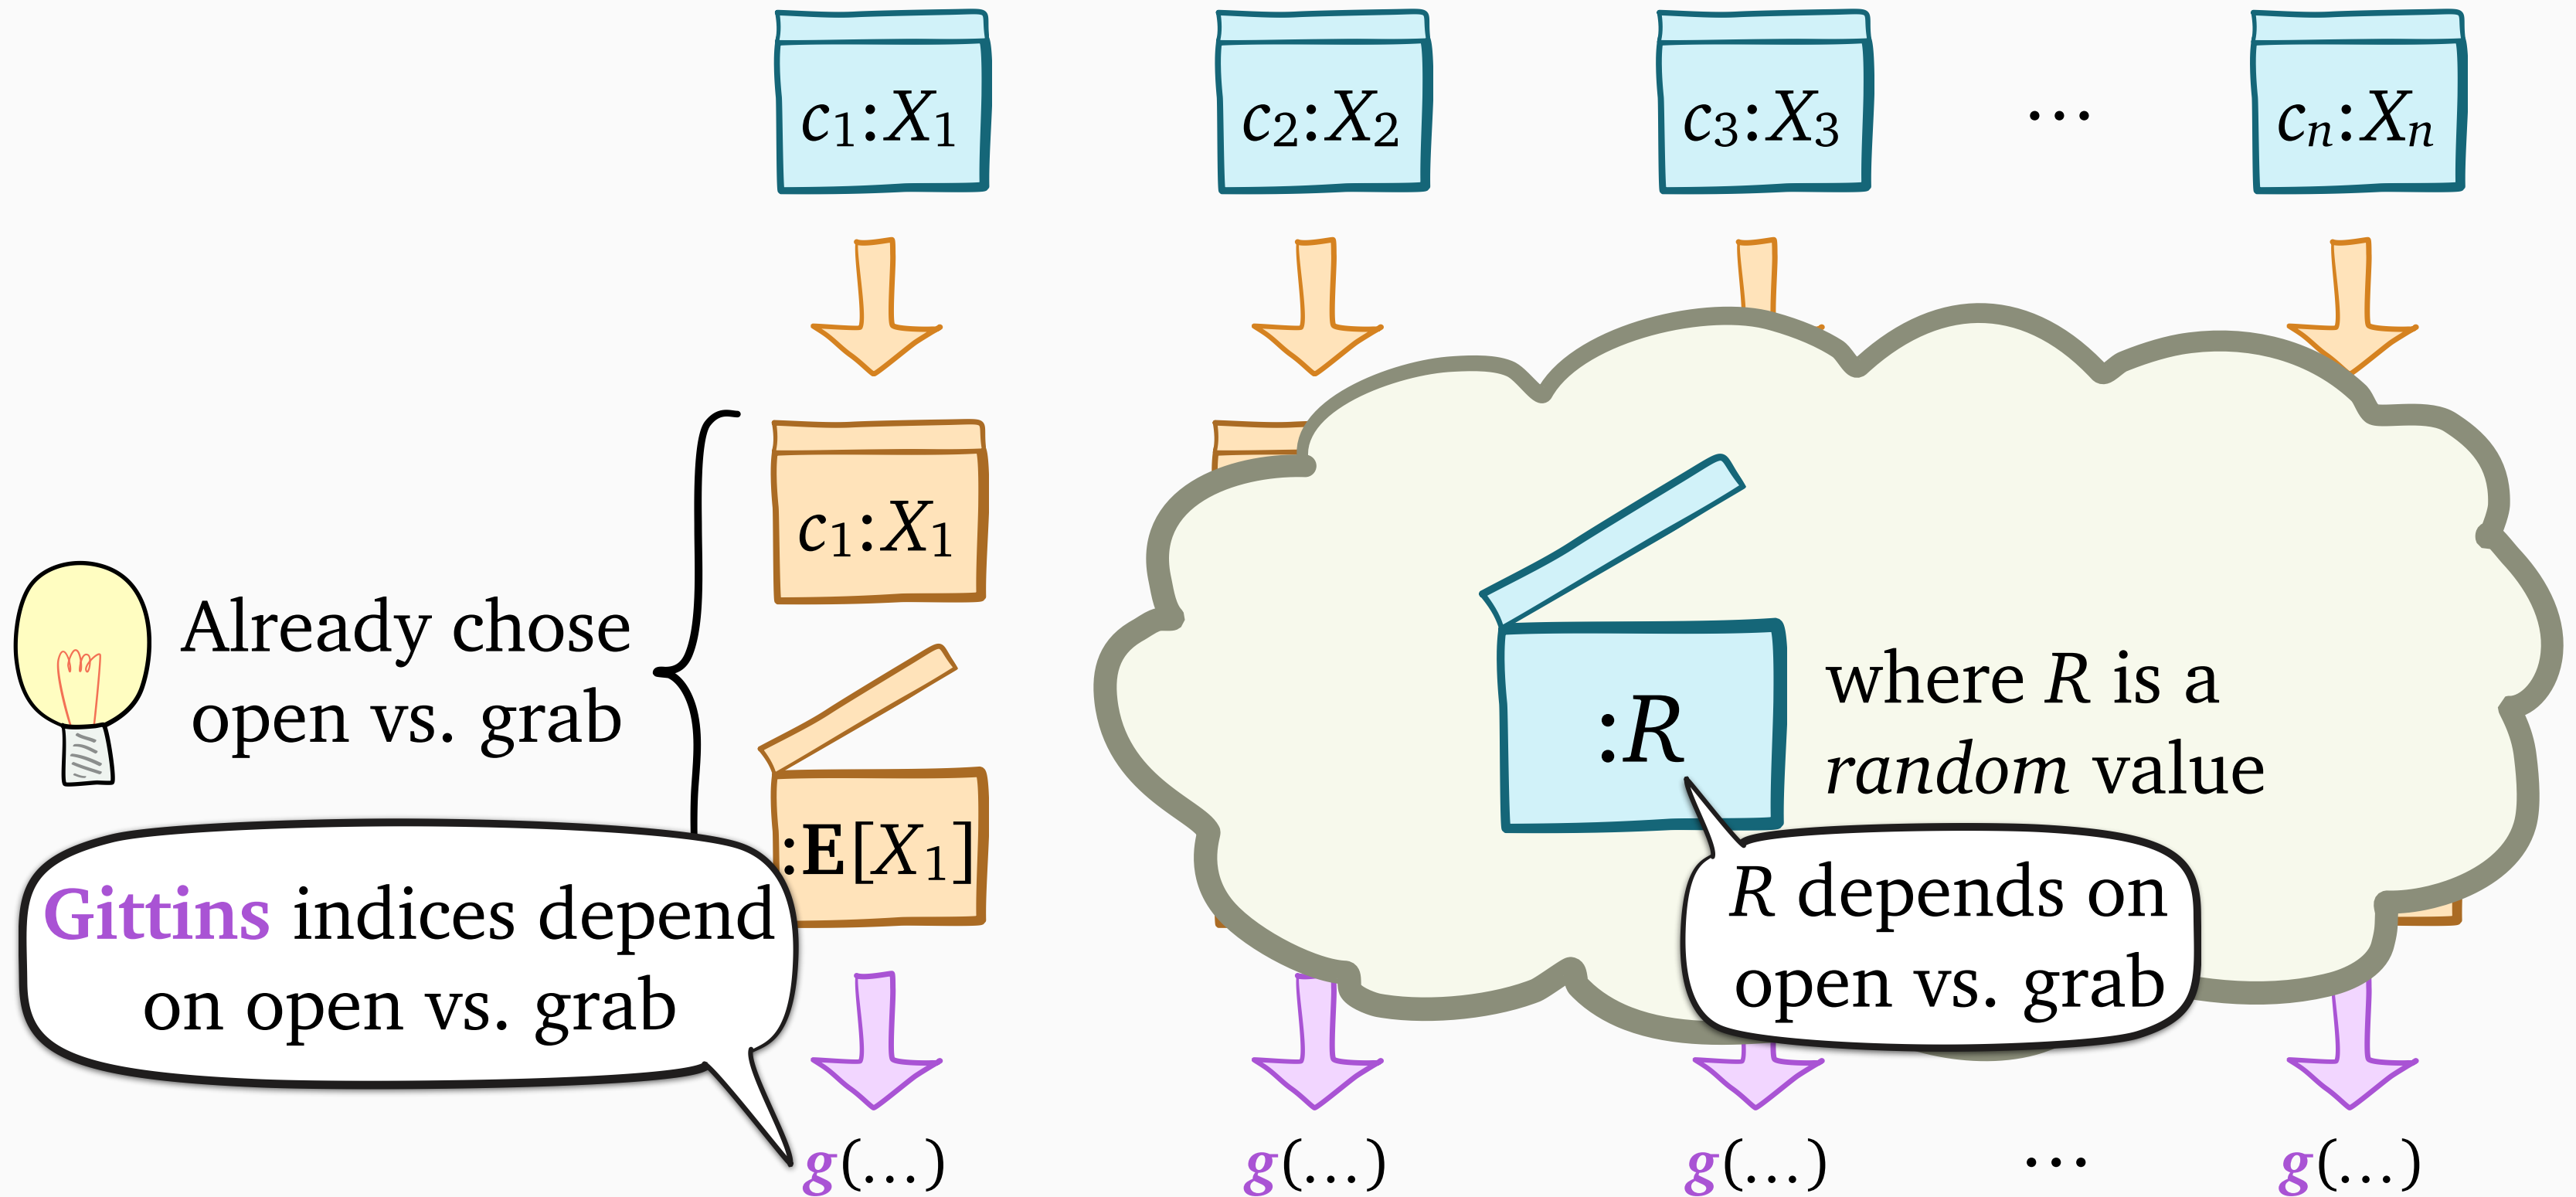 c₁:X₁ c₂:X₂ c₃:X₃ … cₙ:Xₙ
c₁:X₁
Already chose
open vs. grab
:E[X₁]
Gittins indices depend
on open vs. grab
:R
where R is a
random value
R depends on
open vs. grab
g(…) g(…) g(…) … g(…)